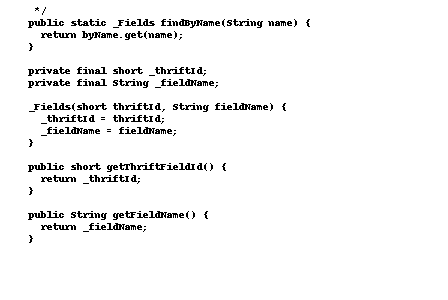 */
public static _Fields findByName(String name) {
return byName.get(name);
}
private final short _thriftId;
private final String _fieldName;
_Fields(short thriftId, String fieldName) {
_thriftId = thriftId;
_fieldName = fieldName;
}
public short getThriftFieldId() {
return _thriftId;
}
public String getFieldName() {
return _fieldName;
}